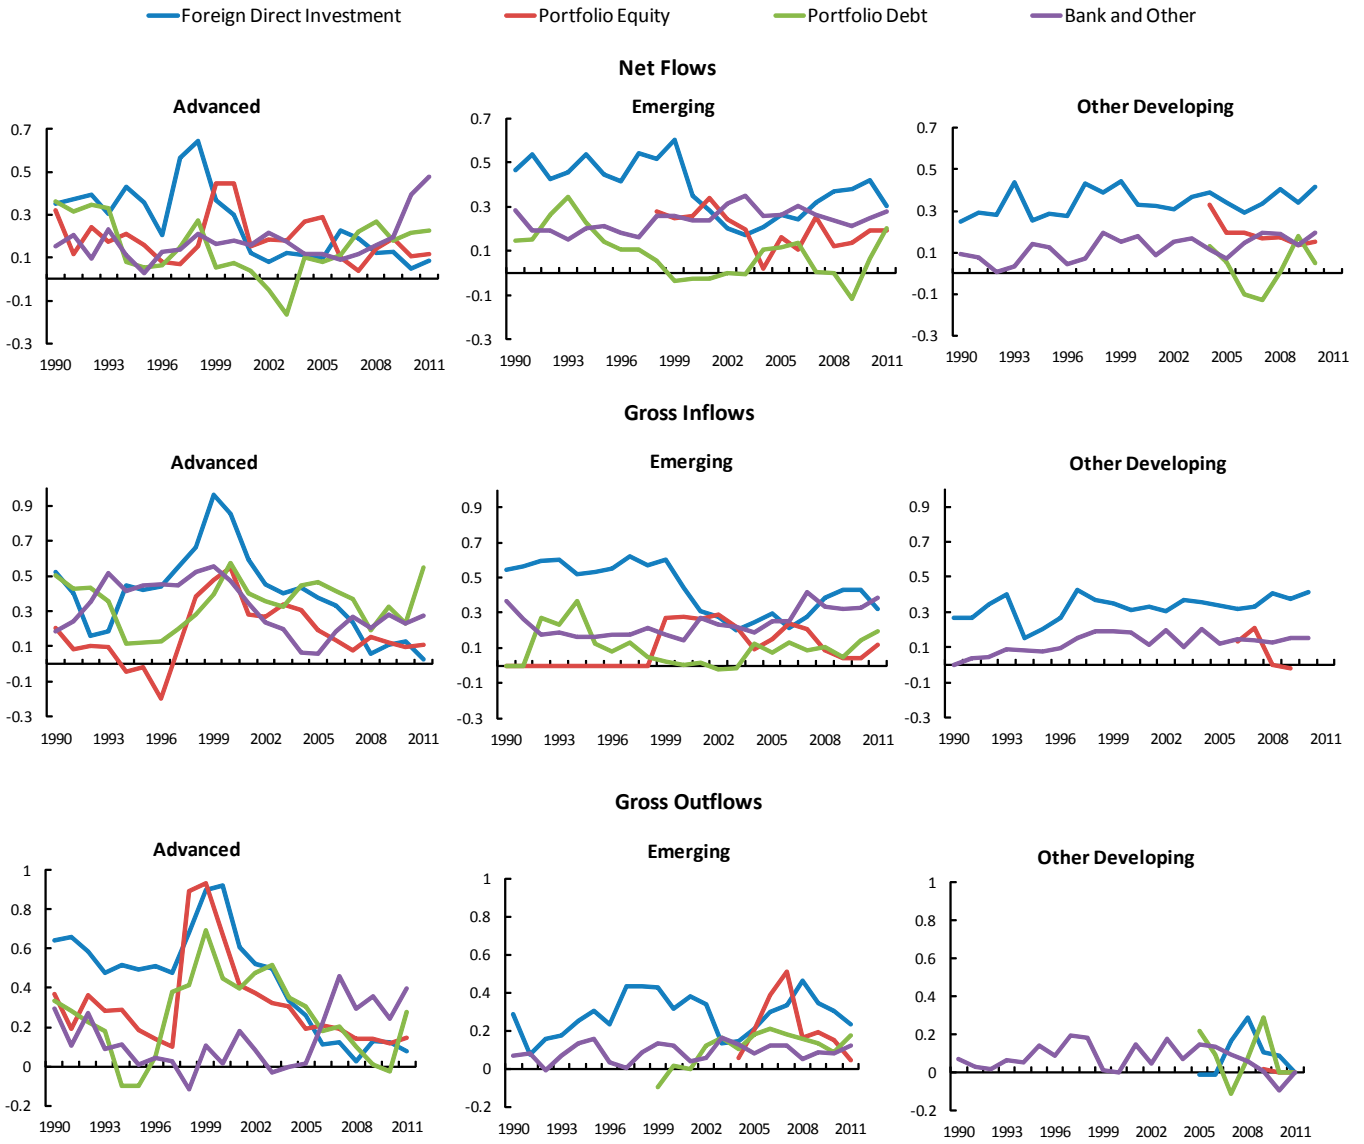 Foreign Direct Investment Portfolio Equity Portfolio Debt Bank and Other
Net Flows
Advanced
0.7
0.5
0.3
0.1
-0.1
-0.3
1990 1993 1996 1999 2002 2005 2008 2011
Emerging
0.7
0.5
0.3
0.1
-0.1
-0.3
1990 1993 1996 1999 2002 2005 2008 2011
Other Developing
0.7
0.5
0.3
0.1
-0.1
-0.3
1990 1993 1996 1999 2002 2005 2008 2011
Gross Inflows
Advanced
0.9
0.7
0.5
0.3
0.1
-0.1
-0.3
1990 1993 1996 1999 2002 2005 2008 2011
Emerging
0.9
0.7
0.5
0.3
0.1
-0.1
-0.3
1990 1993 1996 1999 2002 2005 2008 2011
Other Developing
0.9
0.7
0.5
0.3
0.1
-0.1
-0.3
1990 1993 1996 1999 2002 2005 2008 2011
Gross Outflows
Advanced
1
0.8
0.6
0.4
0.2
0
-0.2
1990 1993 1996 1999 2002 2005 2008 2011
Emerging
1
0.8
0.6
0.4
0.2
0
-0.2
1990 1993 1996 1999 2002 2005 2008 2011
Other Developing
1
0.8
0.6
0.4
0.2
0
-0.2
1990 1993 1996 1999 2002 2005 2008 2011